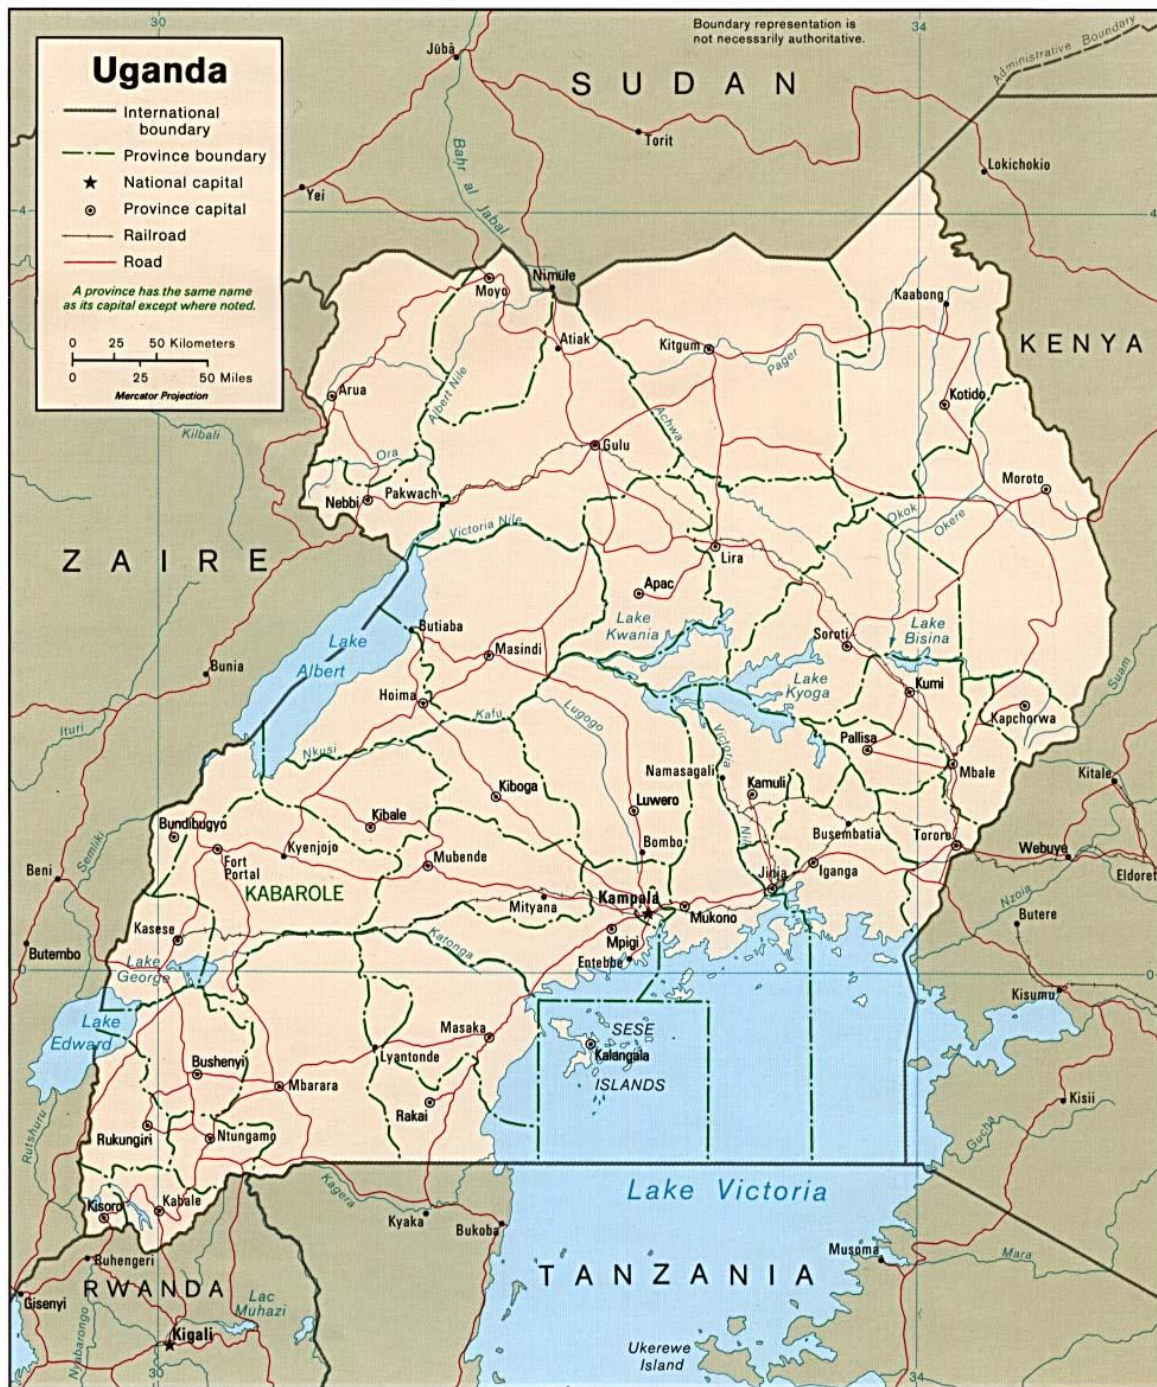 30
34
Boundary representation is
not necessarily authoritative.
Administrative Boundary
Uganda
International
boundary
Province boundary
National capital
Province capital
Railroad
Road
A province has the same name
as its capital except where noted.
0 25 50 Kilometers
0 25 50 Miles
Mercator Projection
SUDAN
Jūbā
Torit
Lokichokio
Yei
Bahr al Jabal
4
4
Nimule
Moyo
Kaabong
KENYA
Atiak
Kitgum
Pager
Arua
Albert Nile
Kotido
Achwa
Kilbali
Gulu
Ora
Moroto
Nebbi
Pakwach
Okok
Okere
Victoria Nile
ZAIRE
Lira
Apac
Lake
Kwania
Butiaba
Lake
Albert
Masindi
Soroti
Lake
Bisina
Bunia
Suam
Lake
Kyoga
Kumi
Hoima
Kafu
Lugogo
Kapchorwa
Ituri
Victoria
Nile
Nkusi
Pallisa
Namasagali
Mbale
Kitale
Kiboga
Kamuli
Luwero
Bundibugyo
Kibale
Busembatia
Tororo
Semliki
Kyenjojo
Bombo
Webuye
Fort
Portal
Mubende
Iganga
Jinja
Eldoret
Beni
KABAROLE
Mityana
Kampala
Mukono
Nzoia
Butere
Kasese
Katonga
Mpigi
Butembo
Entebbe
Lake
George
0
Kisumu
Lake
Edward
Masaka
SESE
Kalangala
ISLANDS
Lyantonde
Bushenyi
Mbarara
Rakai
Kisii
Rutshuru
Rukungiri
Ntungamo
Gucha
Kagera
Lake Victoria
Kisoro
Kabale
Kyaka
Bukoba
Musoma
Mara
Ruhengeri
TANZANIA
RWANDA
Gisenyi
Lac
Muhazi
Nyabarongo
Kigali
Ukerewe
Island
30
34